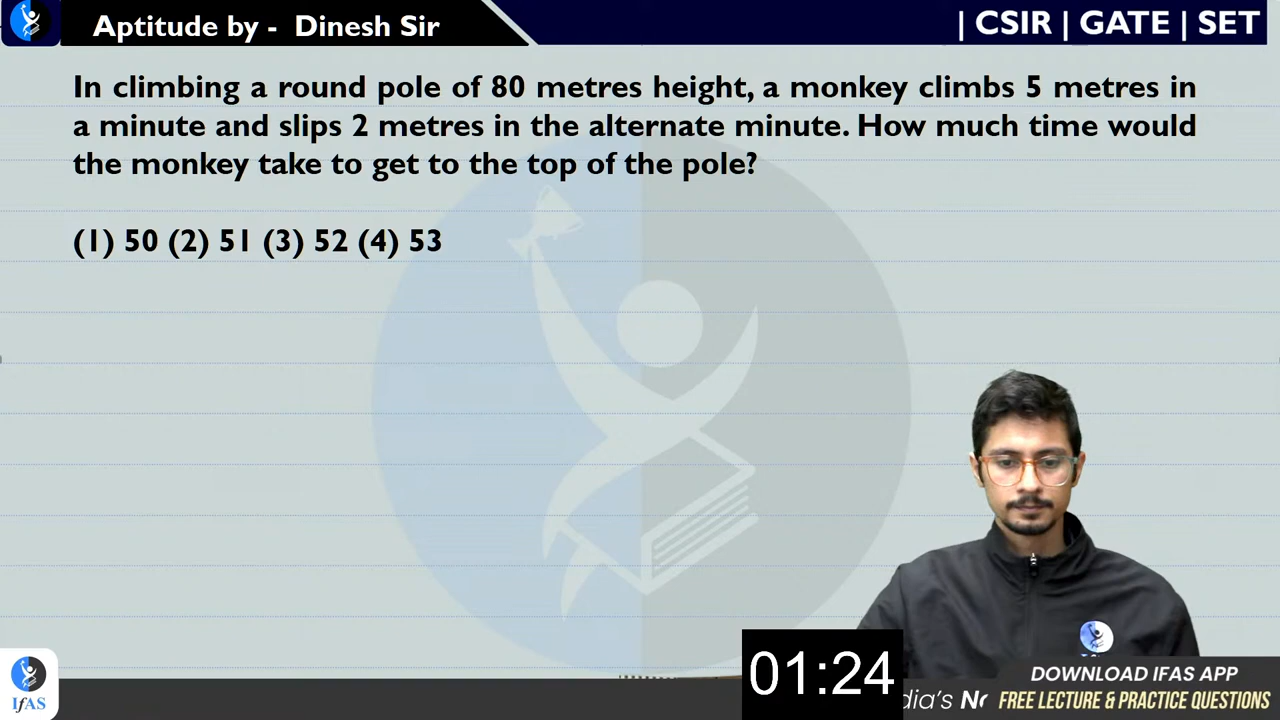 Aptitude by - Dinesh Sir
| CSIR | GATE | SET
In climbing a round pole of 80 metres height, a monkey climbs 5 metres in
a minute and slips 2 metres in the alternate minute. How much time would
the monkey take to get to the top of the pole?
(1) 50 (2) 51 (3) 52 (4) 53
01:24
DOWNLOAD IFAS APP
FREE LECTURE & PRACTICE QUESTIONS
IFAS